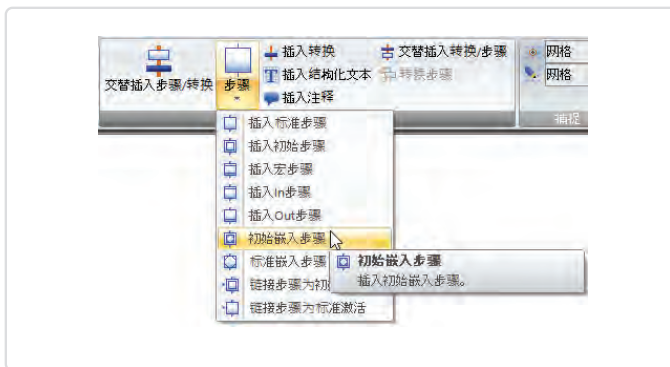 交替插入步骤/转换
步骤
插入转换
插入结构化文本
插入注释
交替插入转换/步骤
转换步骤
网格
网格
捕捉
插入标准步骤
插入初始步骤
插入宏步骤
插入In步骤
插入Out步骤
初始嵌入步骤
标准嵌入步骤
链接步骤为初
链接步骤为标准激活
初始嵌入步骤
插入初始嵌入步骤。